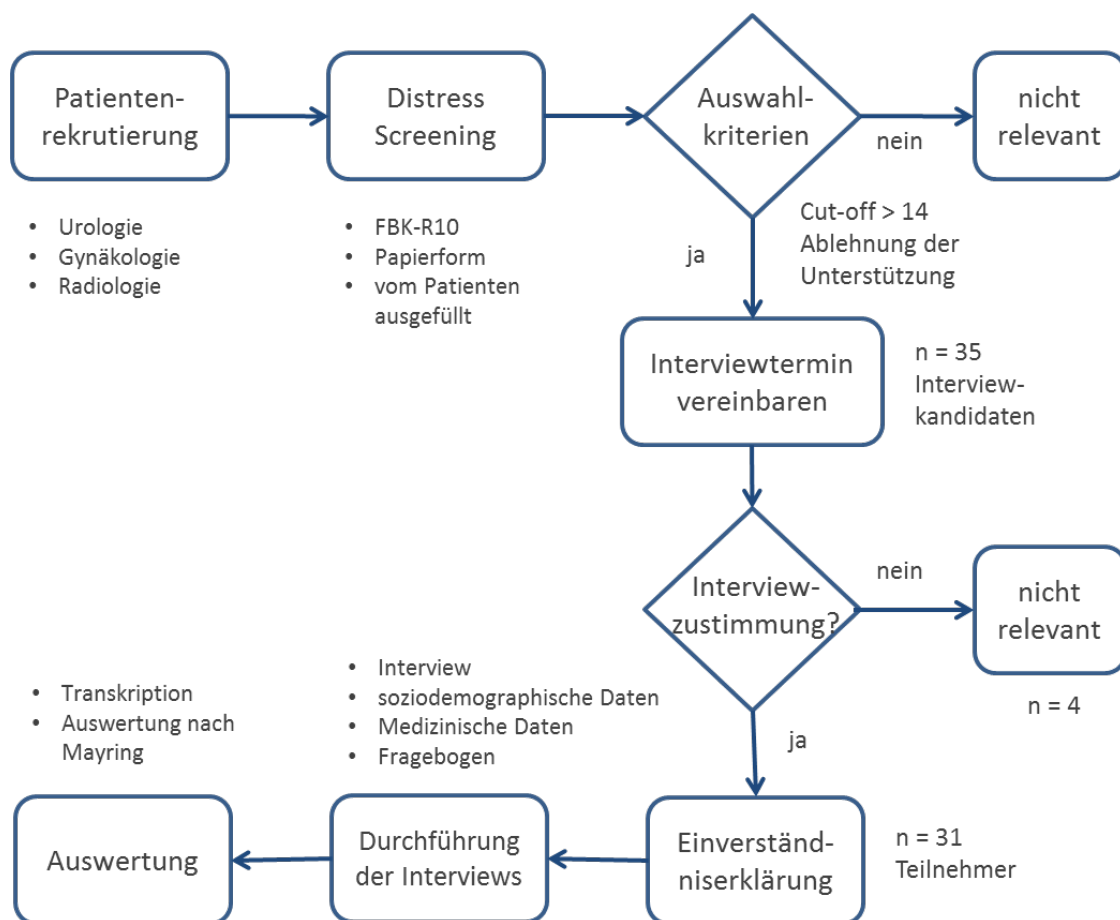 Patienten-
rekrutierung
• Urologie
• Gynäkologie
• Radiologie
Distress
Screening
• FBK-R10
• Papierform
• vom Patienten
ausgefüllt
Auswahl-
kriterien
nein
nicht
relevant
ja
Cut-off > 14
Ablehnung der
Unterstützung
Interviewtermin
vereinbaren
n = 35
Interview-
kandidaten
Interview-
zustimmung?
nein
nicht
relevant
n = 4
ja
Einverständ-
niserklärung
n = 31
Teilnehmer
• Interview
• soziodemographische Daten
• Medizinische Daten
• Fragebogen
Durchführung
der Interviews
• Transkription
• Auswertung nach
Mayring
Auswertung